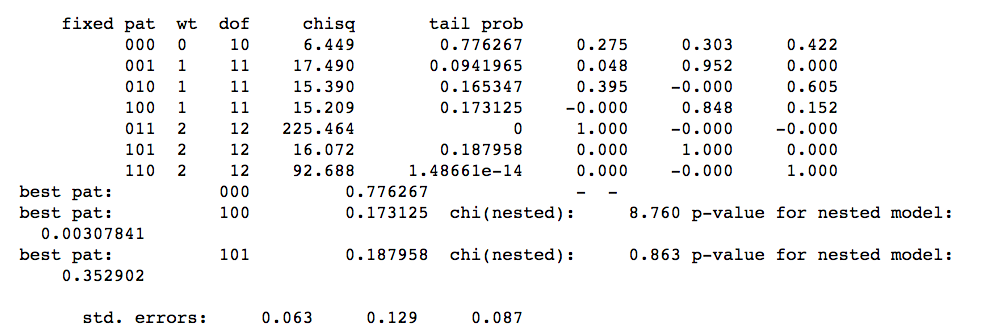 fixed pat wt dof chisq tail prob
000 0 10 6.449 0.776267 0.275 0.303 0.422
001 1 11 17.490 0.0941965 0.048 0.952 0.000
010 1 11 15.390 0.165347 0.395 -0.000 0.605
100 1 11 15.209 0.173125 -0.000 0.848 0.152
011 2 12 225.464 0 1.000 -0.000 -0.000
101 2 12 16.072 0.187958 0.000 1.000 0.000
110 2 12 92.688 1.48661e-14 0.000 -0.000 1.000
best pat: 000 0.776267 - -
best pat: 100 0.173125 chi(nested): 8.760 p-value for nested model:
0.00307841
best pat: 101 0.187958 chi(nested): 0.863 p-value for nested model:
0.352902
std. errors: 0.063 0.129 0.087